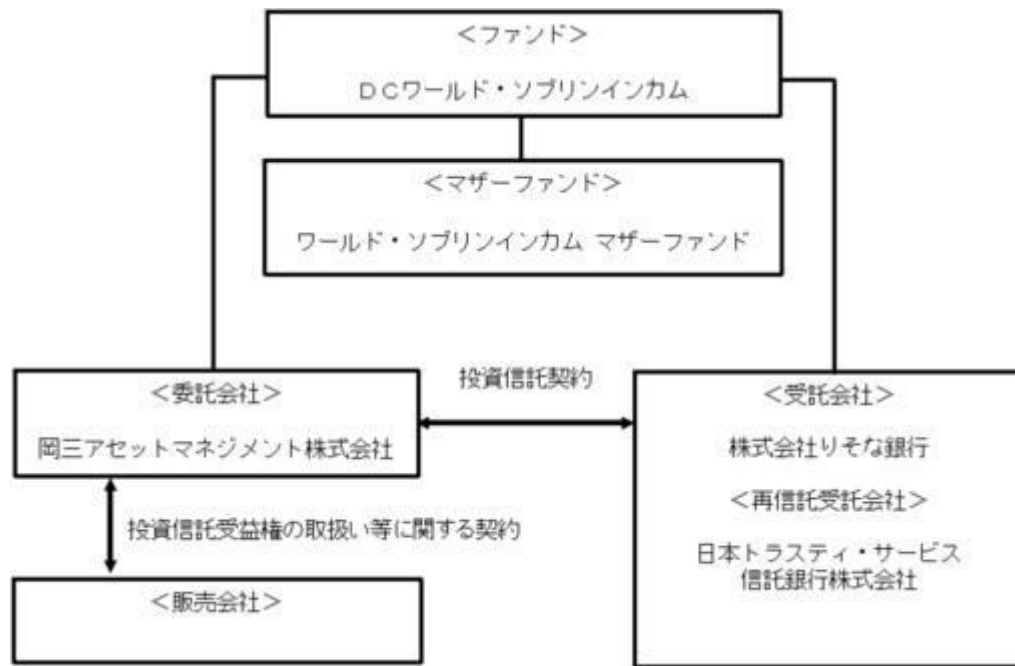 ＜ファンド＞
ＤＣワールド・ソブリンインカム
＜マザーファンド＞
ワールド・ソブリンインカム マザーファンド
＜委託会社＞
岡三アセットマネジメント株式会社
投資信託契約
＜受託会社＞
株式会社りそな銀行
＜再信託受託会社＞
日本トラスティ・サービス
信託銀行株式会社
投資信託受益権の取扱い等に関する契約
＜販売会社＞